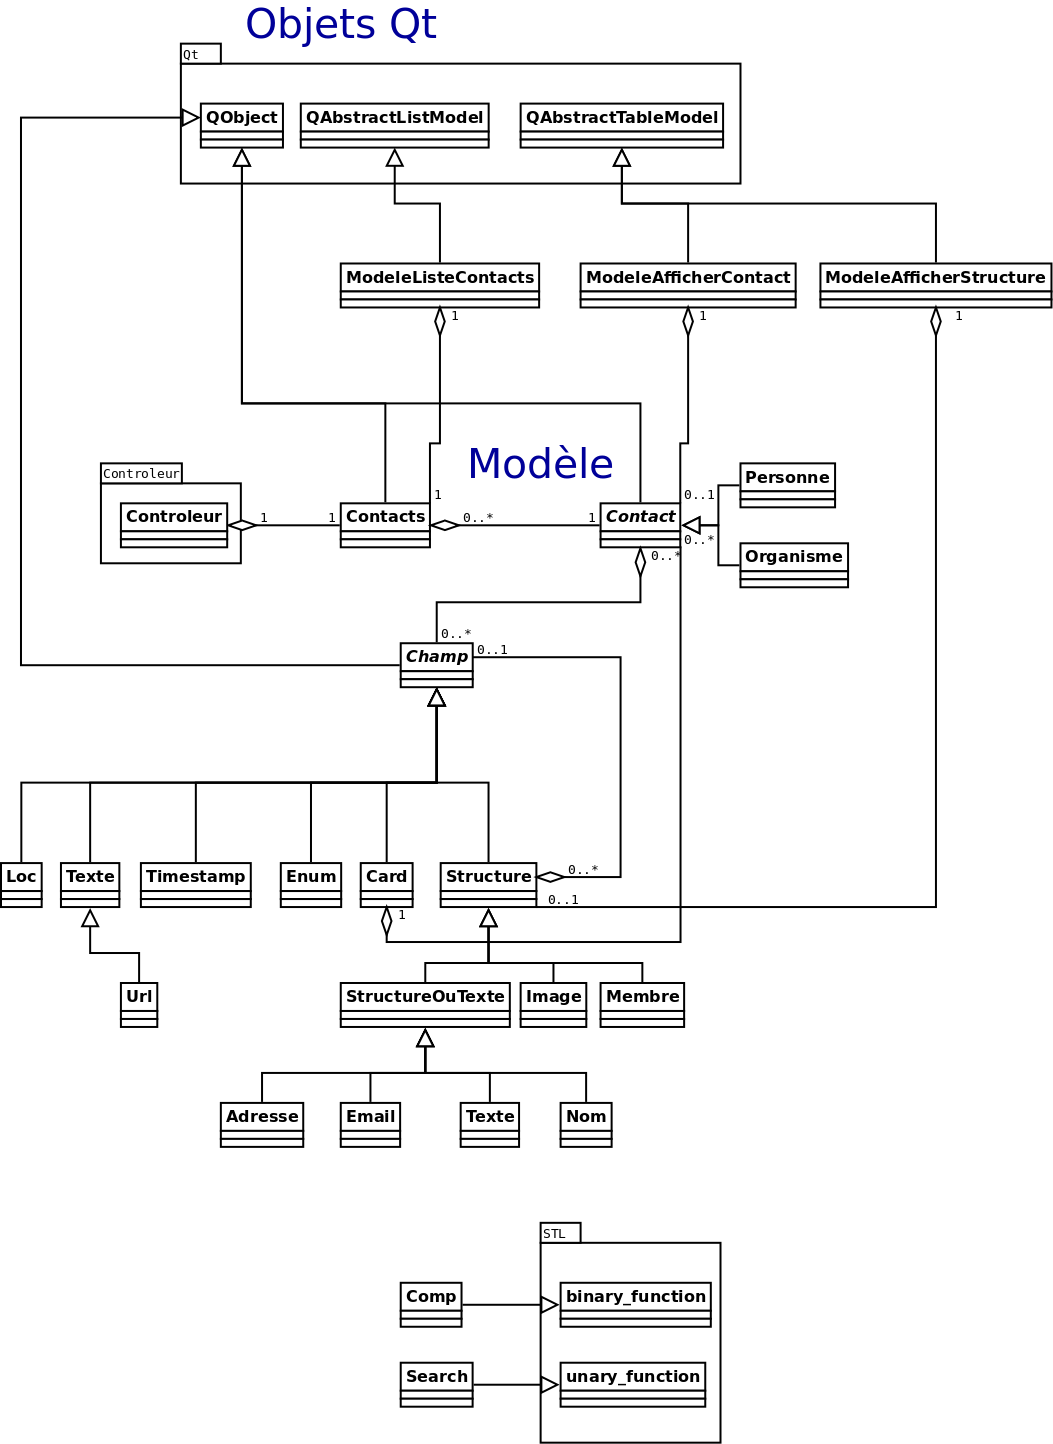 Objets Qt
Qt
QObject
QAbstractListModel
QAbstractTableModel
ModeleListeContacts
ModeleAfficherContact
ModeleAfficherStructure
1
1
1
Modèle
Controleur
Personne
1
0..1
Controleur
1
1
Contacts
0..*
1
Contact
0..*
0..*
Organisme
0..*
Champ
0..1
Loc
Texte
Timestamp
Enum
Card
Structure
0..*
0..1
1
Url
StructureOuTexte
Image
Membre
Adresse
Email
Texte
Nom
STL
Comp
binary_function
Search
unary_function